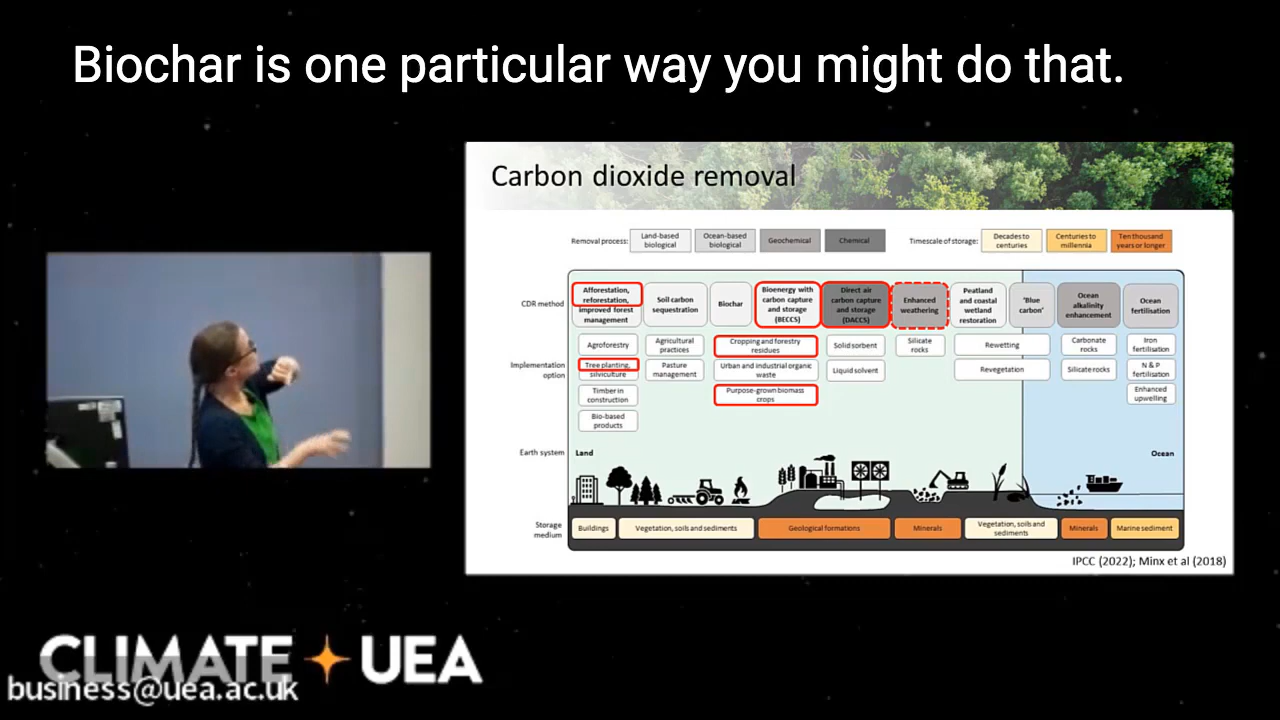 Biochar is one particular way you might do that.
Carbon dioxide removal
Removal process:
Land-based
biological
Ocean-based
biological
Geochemical
Chemical
Timescale of storage:
Decades to
centuries
Centuries to
millennia
Ten thousand
years or longer
CDR method
Afforestation,
reforestation,
improved forest
management
Soil carbon
sequestration
Biochar
Bioenergy with
carbon capture
and storage
(BECCS)
Direct air
carbon capture
and storage
(DACCS)
Enhanced
weathering
Peatland
and coastal
wetland
restoration
'Blue
carbon'
Ocean
alkalinity
enhancement
Ocean
fertilisation
Implementation
option
Agroforestry
Tree planting,
silviculture
Timber in
construction
Bio-based
products
Agricultural
practices
Pasture
management
Cropping and forestry
residues
Urban and industrial organic
waste
Purpose-grown biomass
crops
Solid sorbent
Liquid solvent
Silicate
rocks
Rewetting
Revegetation
Carbonate
rocks
Silicate rocks
Iron
fertilisation
N & P
fertilisation
Enhanced
upwelling
Earth system
Land
Ocean
Storage
medium
Buildings
Vegetation, soils and sediments
Geological formations
Minerals
Vegetation, soils and
sediments
Minerals
Marine sediment
IPCC (2022); Minx et al (2018)
CLIMATE UEA
business@uea.ac.uk